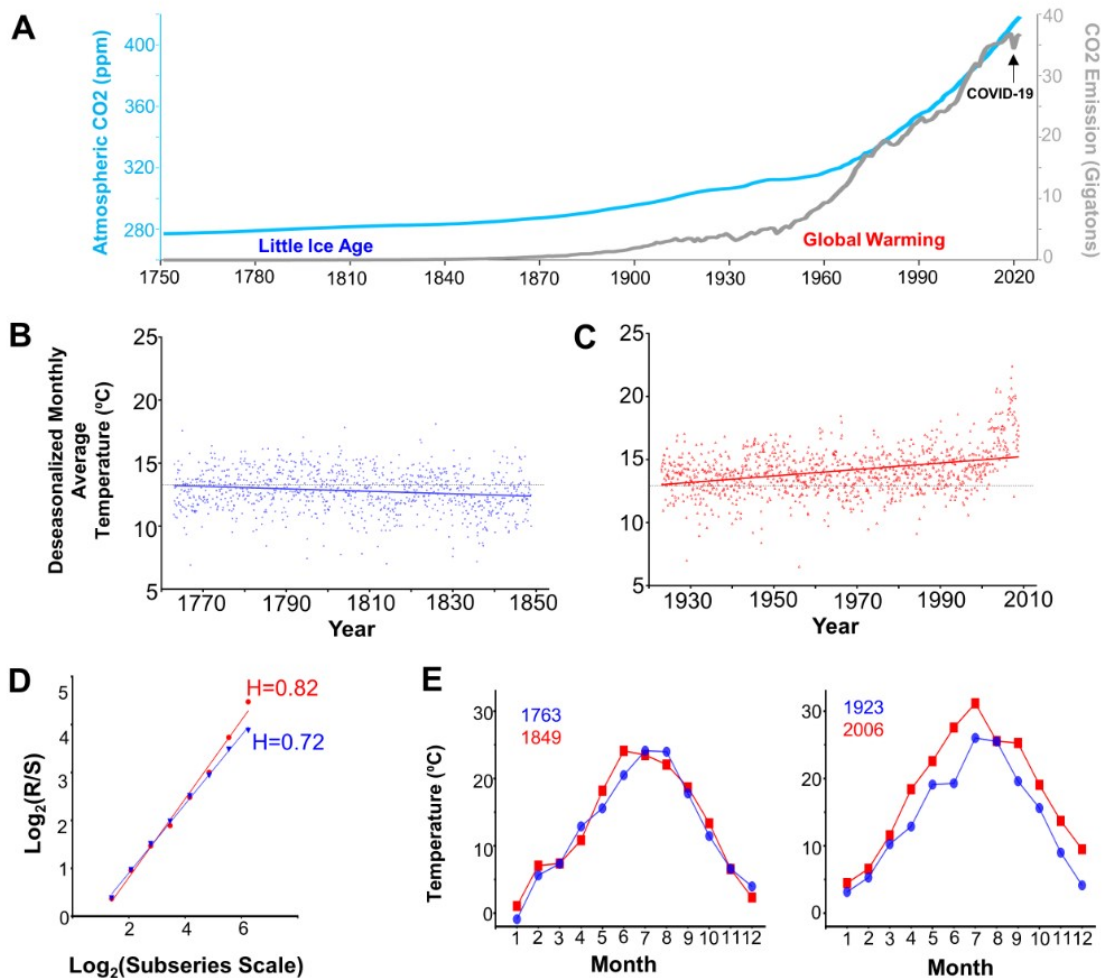 A
Atmospheric CO2 (ppm)
400
360
320
280
40
30
20
10
0
CO2 Emission (Gigatons)
COVID-19
Little Ice Age
Global Warming
1750 1780 1810 1840 1870 1900 1930 1960 1990 2020
B
Deseasonalized Monthly
Average
Temperature (ºC)
25
20
15
10
5
1770 1790 1810 1830 1850
Year
C
25
20
15
10
5
1930 1950 1970 1990 2010
Year
D
Log2(R/S)
5
4
3
2
1
0
H=0.82
H=0.72
2 4 6
Log2(Subseries Scale)
E
Temperature (ºC)
30
20
10
0
1763
1849
1 2 3 4 5 6 7 8 9 10 11 12
Month
30
20
10
0
1923
2006
1 2 3 4 5 6 7 8 9 10 11 12
Month